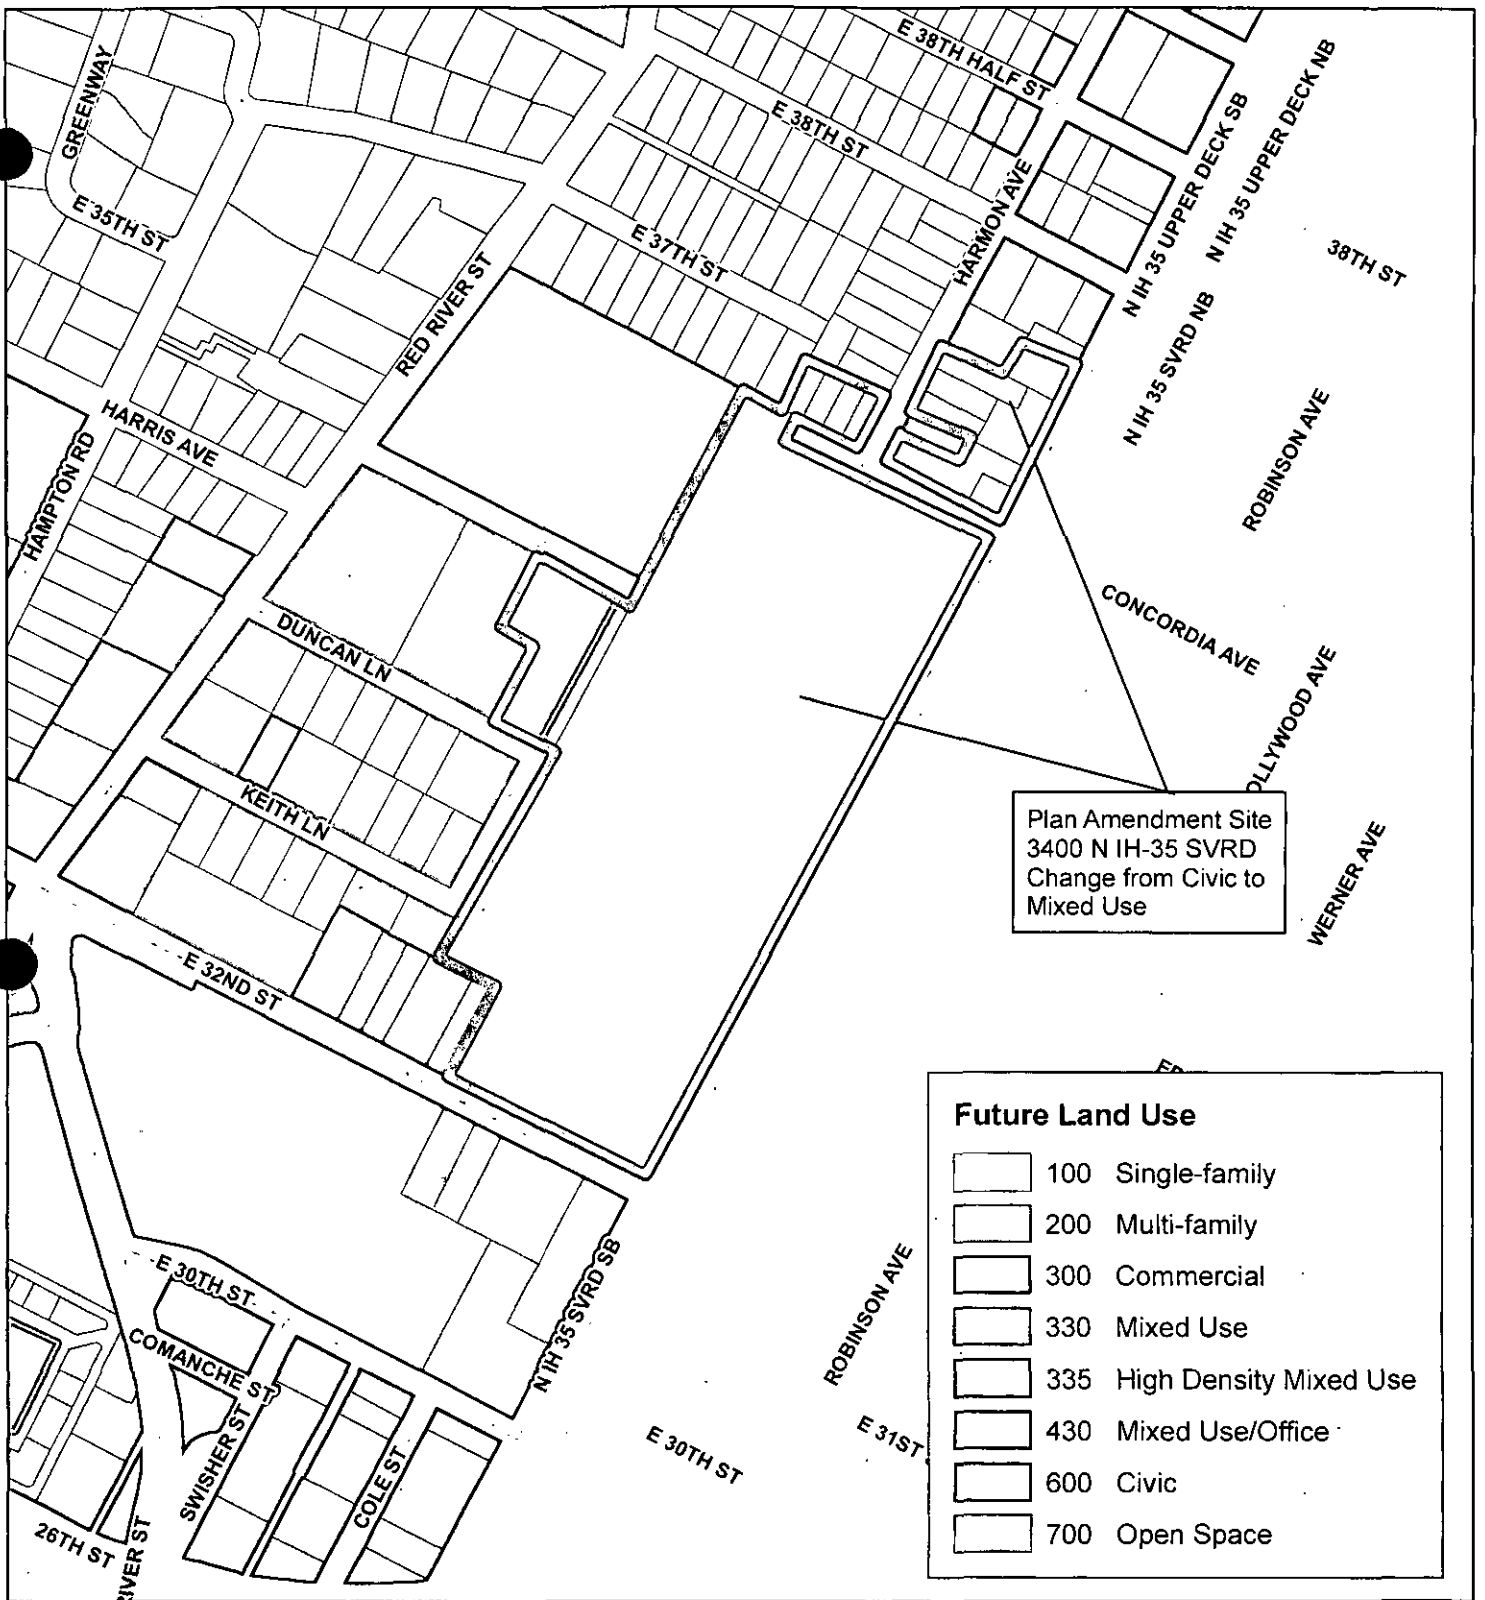 E 38TH HALF ST
GREENWAY
E 38TH ST
N IH 35 UPPER DECK SB
N IH 35 UPPER DECK NB
E 35TH ST
E 37TH ST
HARMON AVE
38TH ST
RED RIVER ST
N IH 35 SVRD NB
HARRIS AVE
HAMPTON RD
ROBINSON AVE
CONCORDIA AVE
DUNCAN LN
OLLYWOOD AVE
KEITH LN
Plan Amendment Site
3400 N IH-35 SVRD
Change from Civic to
Mixed Use
WERNER AVE
E 32ND ST
Future Land Use
100 Single-family
200 Multi-family
300 Commercial
330 Mixed Use
335 High Density Mixed Use
430 Mixed Use/Office
600 Civic
700 Open Space
E 30TH ST
N IH 35 SVRD SB
ROBINSON AVE
COMANCHE ST
SWISHER ST
COLE ST
E 30TH ST
E 31ST
26TH ST
IVER ST